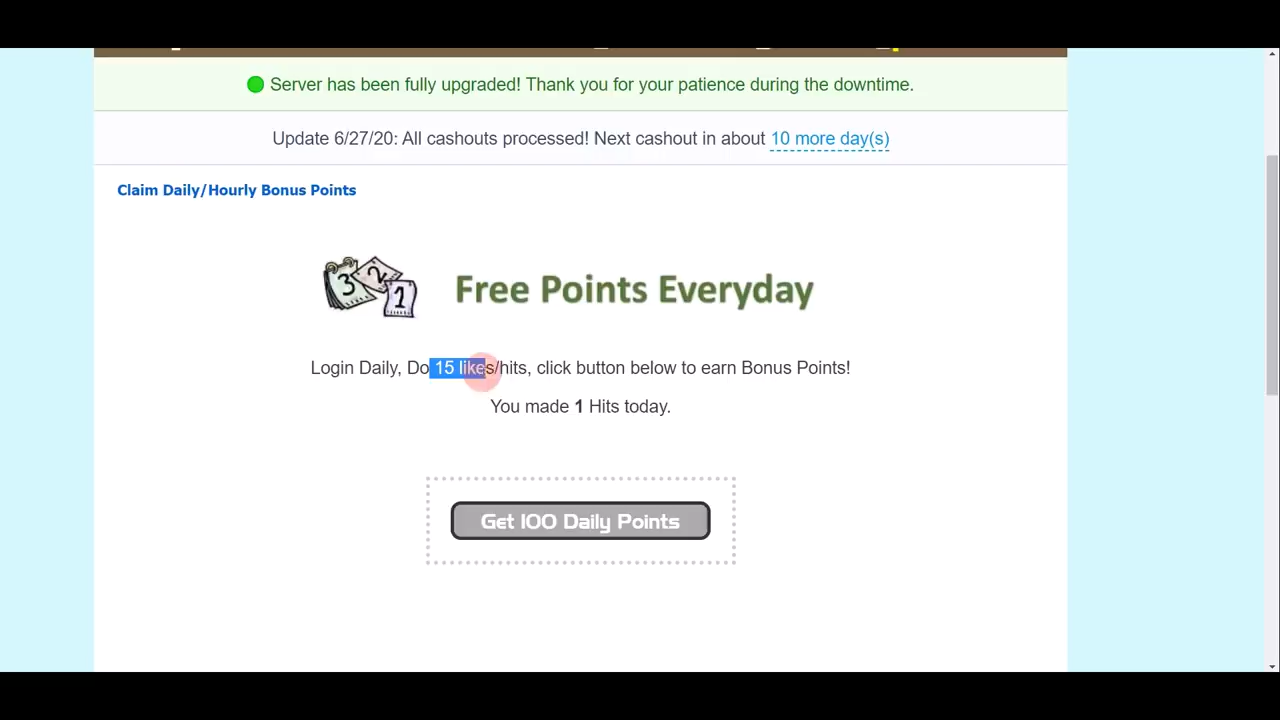 Server has been fully upgraded! Thank you for your patience during the downtime.
Update 6/27/20: All cashouts processed! Next cashout in about 10 more day(s)
Claim Daily/Hourly Bonus Points
3 2 1
Free Points Everyday
Login Daily, Do 15 likes/hits, click button below to earn Bonus Points!
You made 1 Hits today.
Get 100 Daily Points